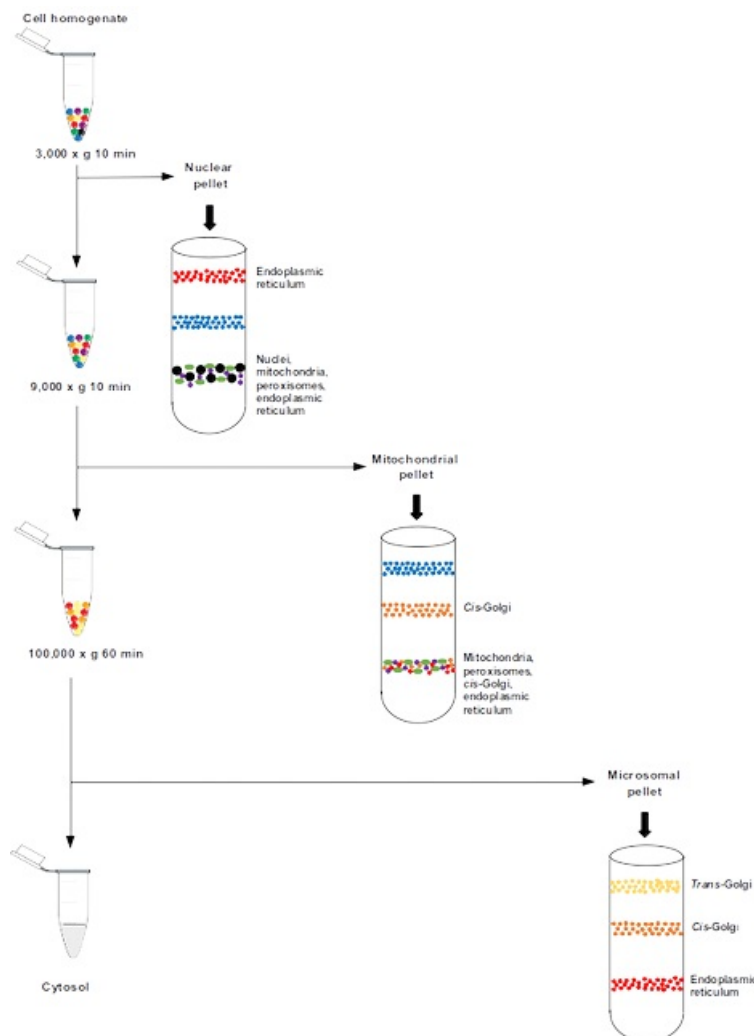 Cell homogenate
3,000 x g 10 min
Nuclear
pellet
Endoplasmic
reticulum
Nuclei,
mitochondria,
peroxisomes,
endoplasmic
reticulum
9,000 x g 10 min
Mitochondrial
pellet
Cis-Golgi
Mitochondria,
peroxisomes,
cis-Golgi,
endoplasmic
reticulum
100,000 x g 60 min
Microsomal
pellet
Trans-Golgi
Cis-Golgi
Endoplasmic
reticulum
Cytosol